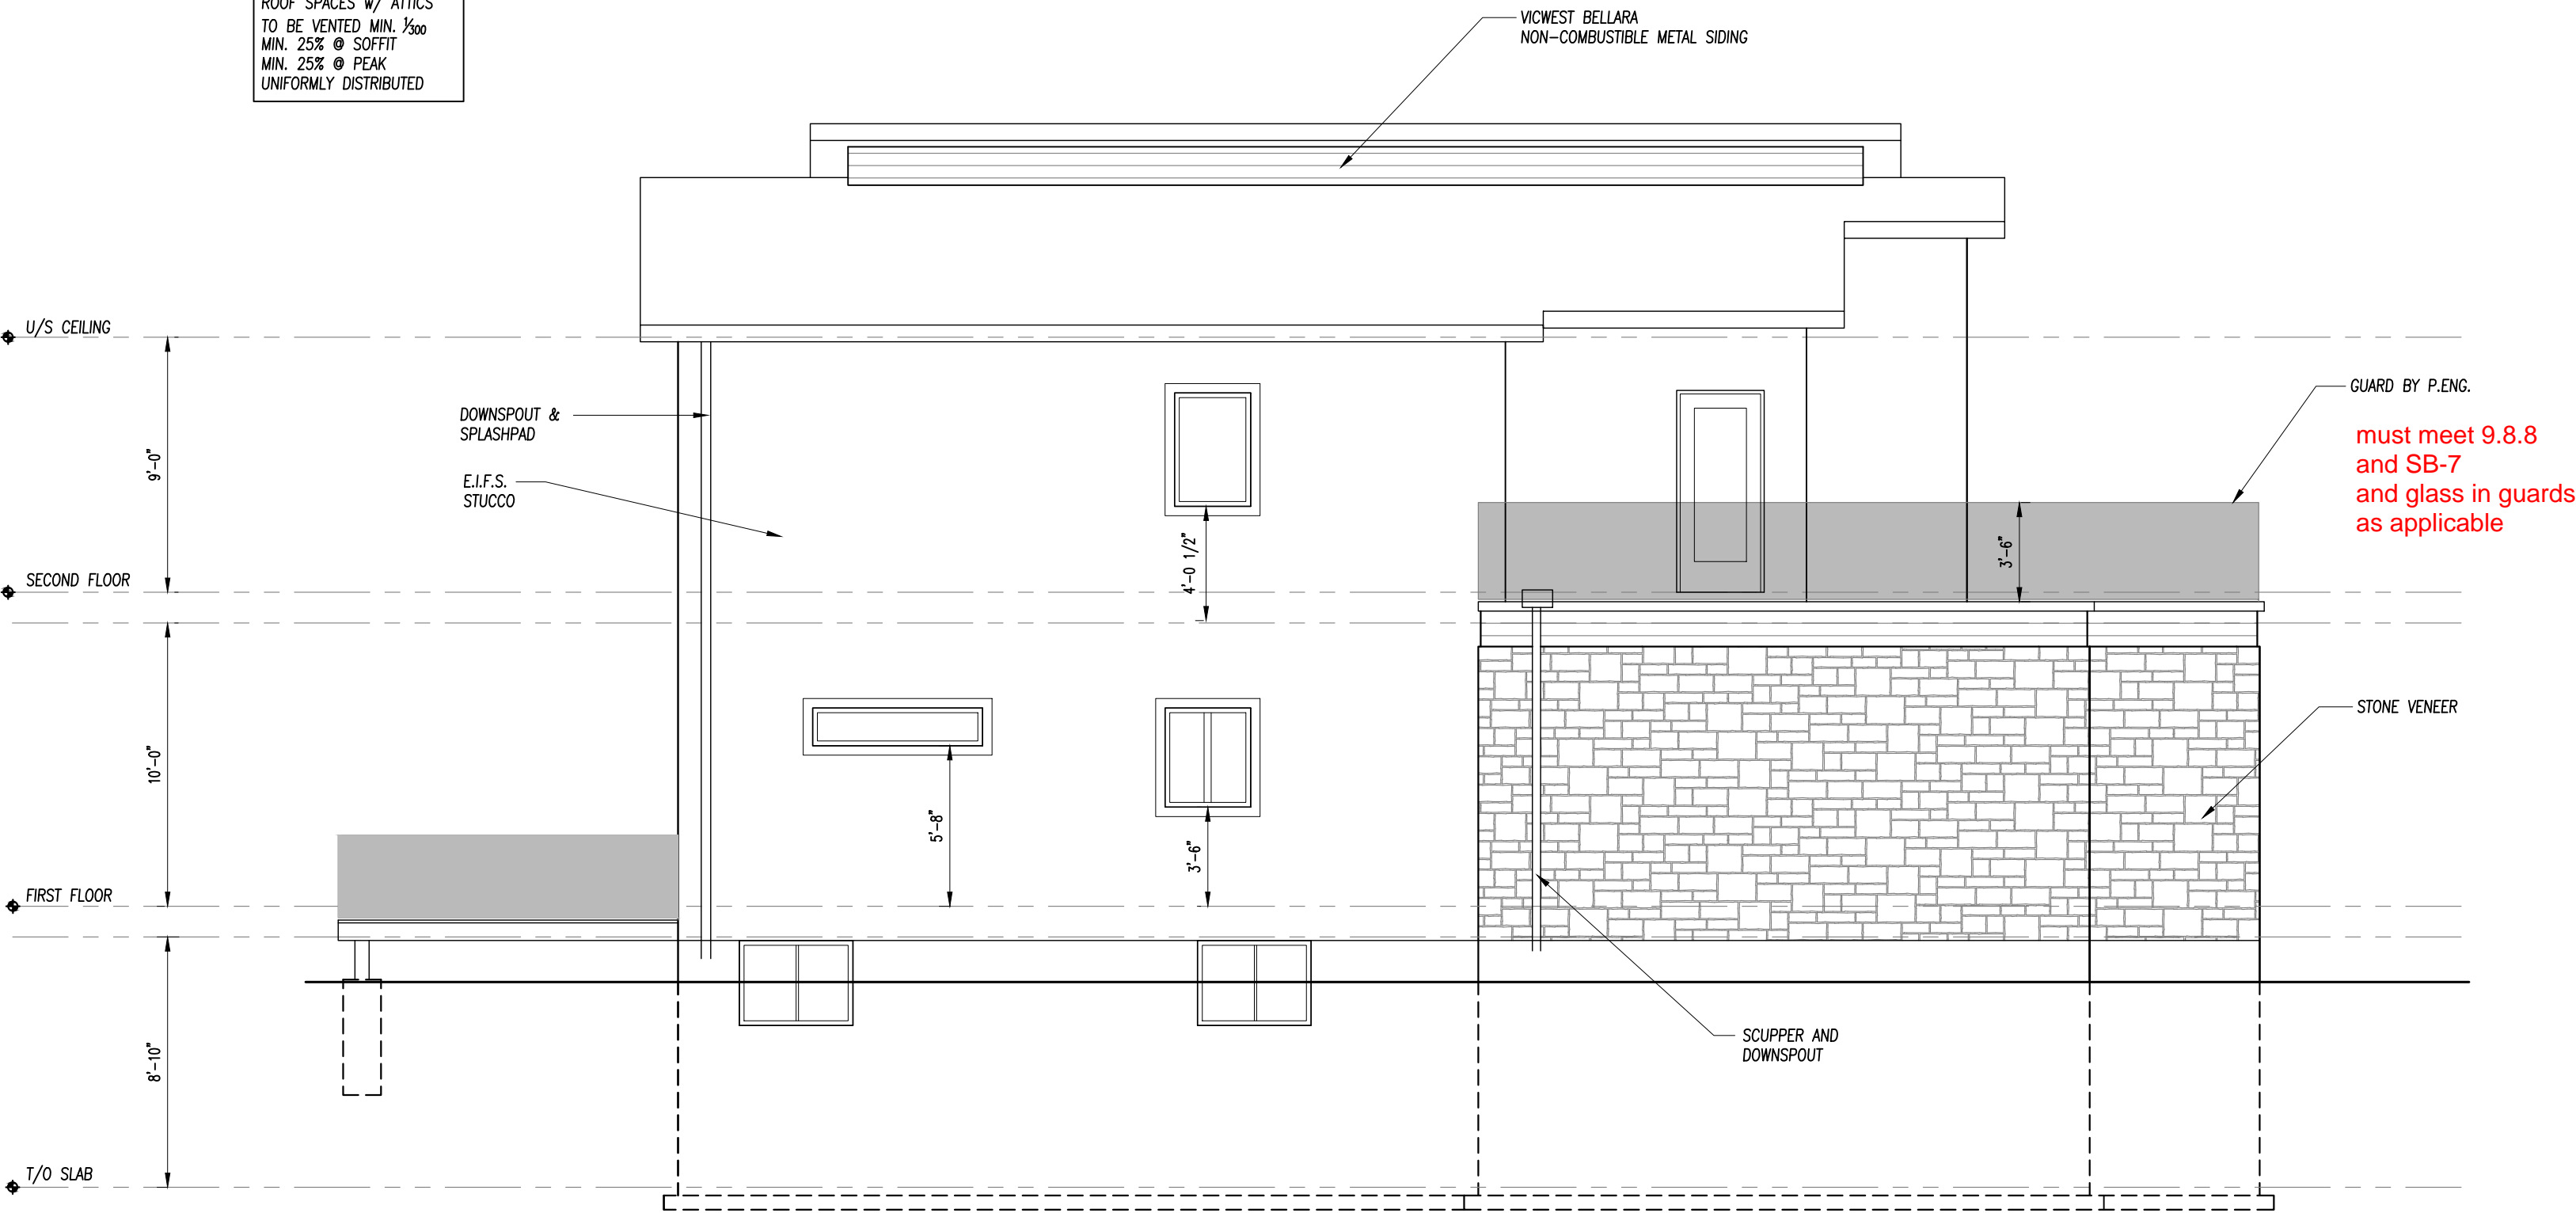 ROOF SPACES W/ ATTICS
TO BE VENTED MIN. 1/300
MIN. 25% @ SOFFIT
MIN. 25% @ PEAK
UNIFORMLY DISTRIBUTED
VICWEST BELLARA
NON-COMBUSTIBLE METAL SIDING
U/S CEILING
GUARD BY P.ENG.
must meet 9.8.8
and SB-7
and glass in guards
as applicable
DOWNSPOUT &
SPLASHPAD
9'-0"
E.I.F.S.
STUCCO
4'-0 1/2"
3'-6"
SECOND FLOOR
STONE VENEER
10'-0"
5'-8"
3'-6"
FIRST FLOOR
8'-10"
SCUPPER AND
DOWNSPOUT
T/O SLAB